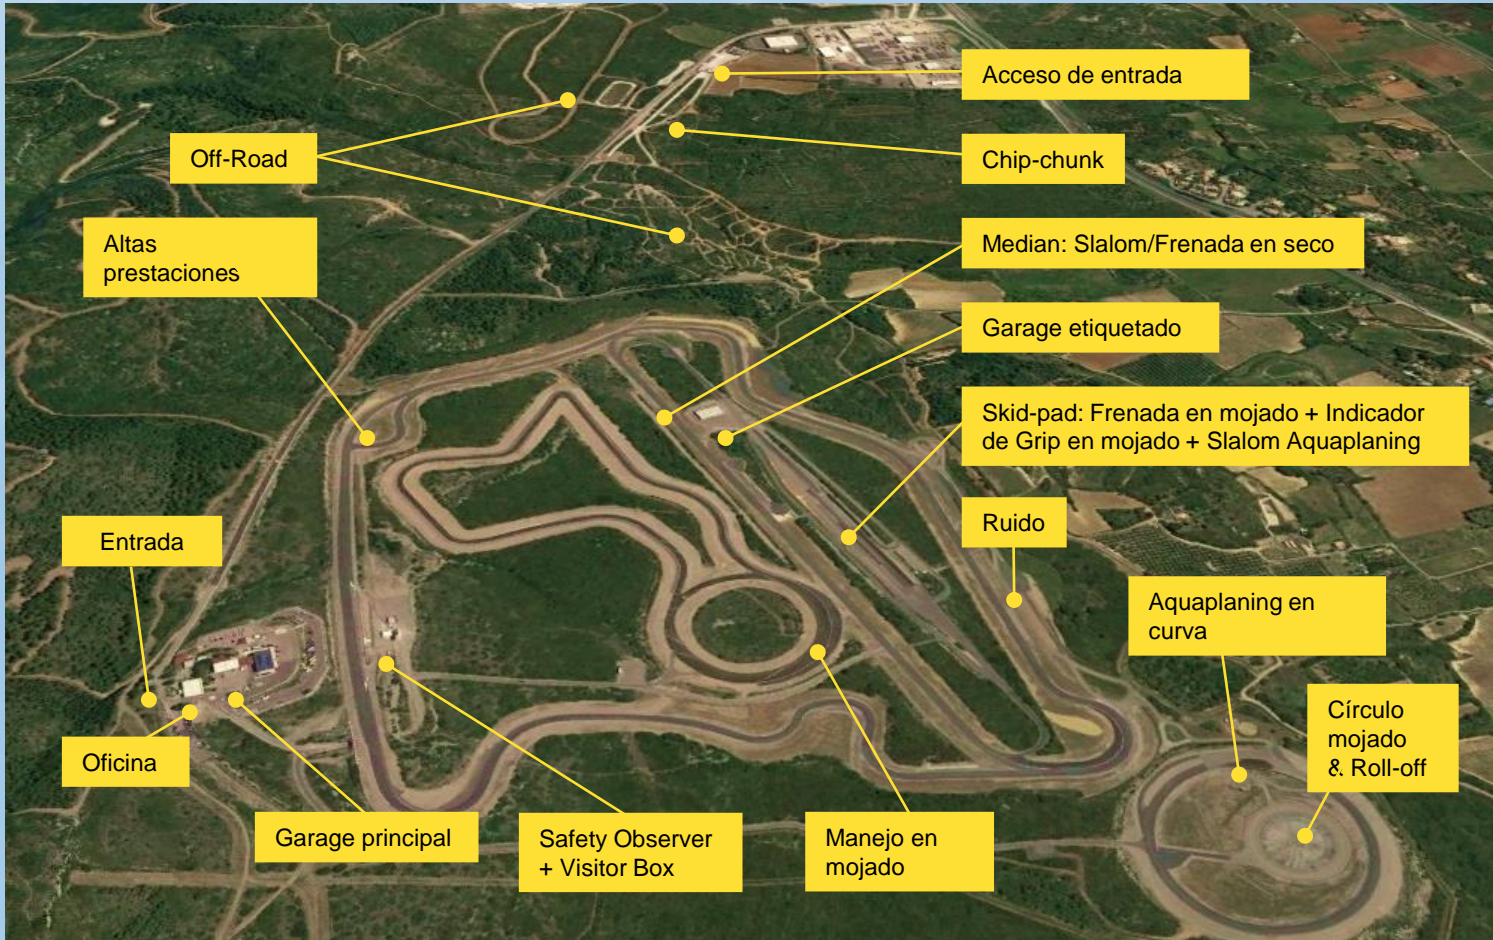 Acceso de entrada
Off-Road
Chip-chunk
Altas
prestaciones
Median: Slalom/Frenada en seco
Garage etiquetado
Skid-pad: Frenada en mojado + Indicador
de Grip en mojado + Slalom Aquaplaning
Entrada
Ruido
Aquaplaning en
curva
Círculo
mojado
& Roll-off
Oficina
Garage principal
Safety Observer
+ Visitor Box
Manejo en
mojado